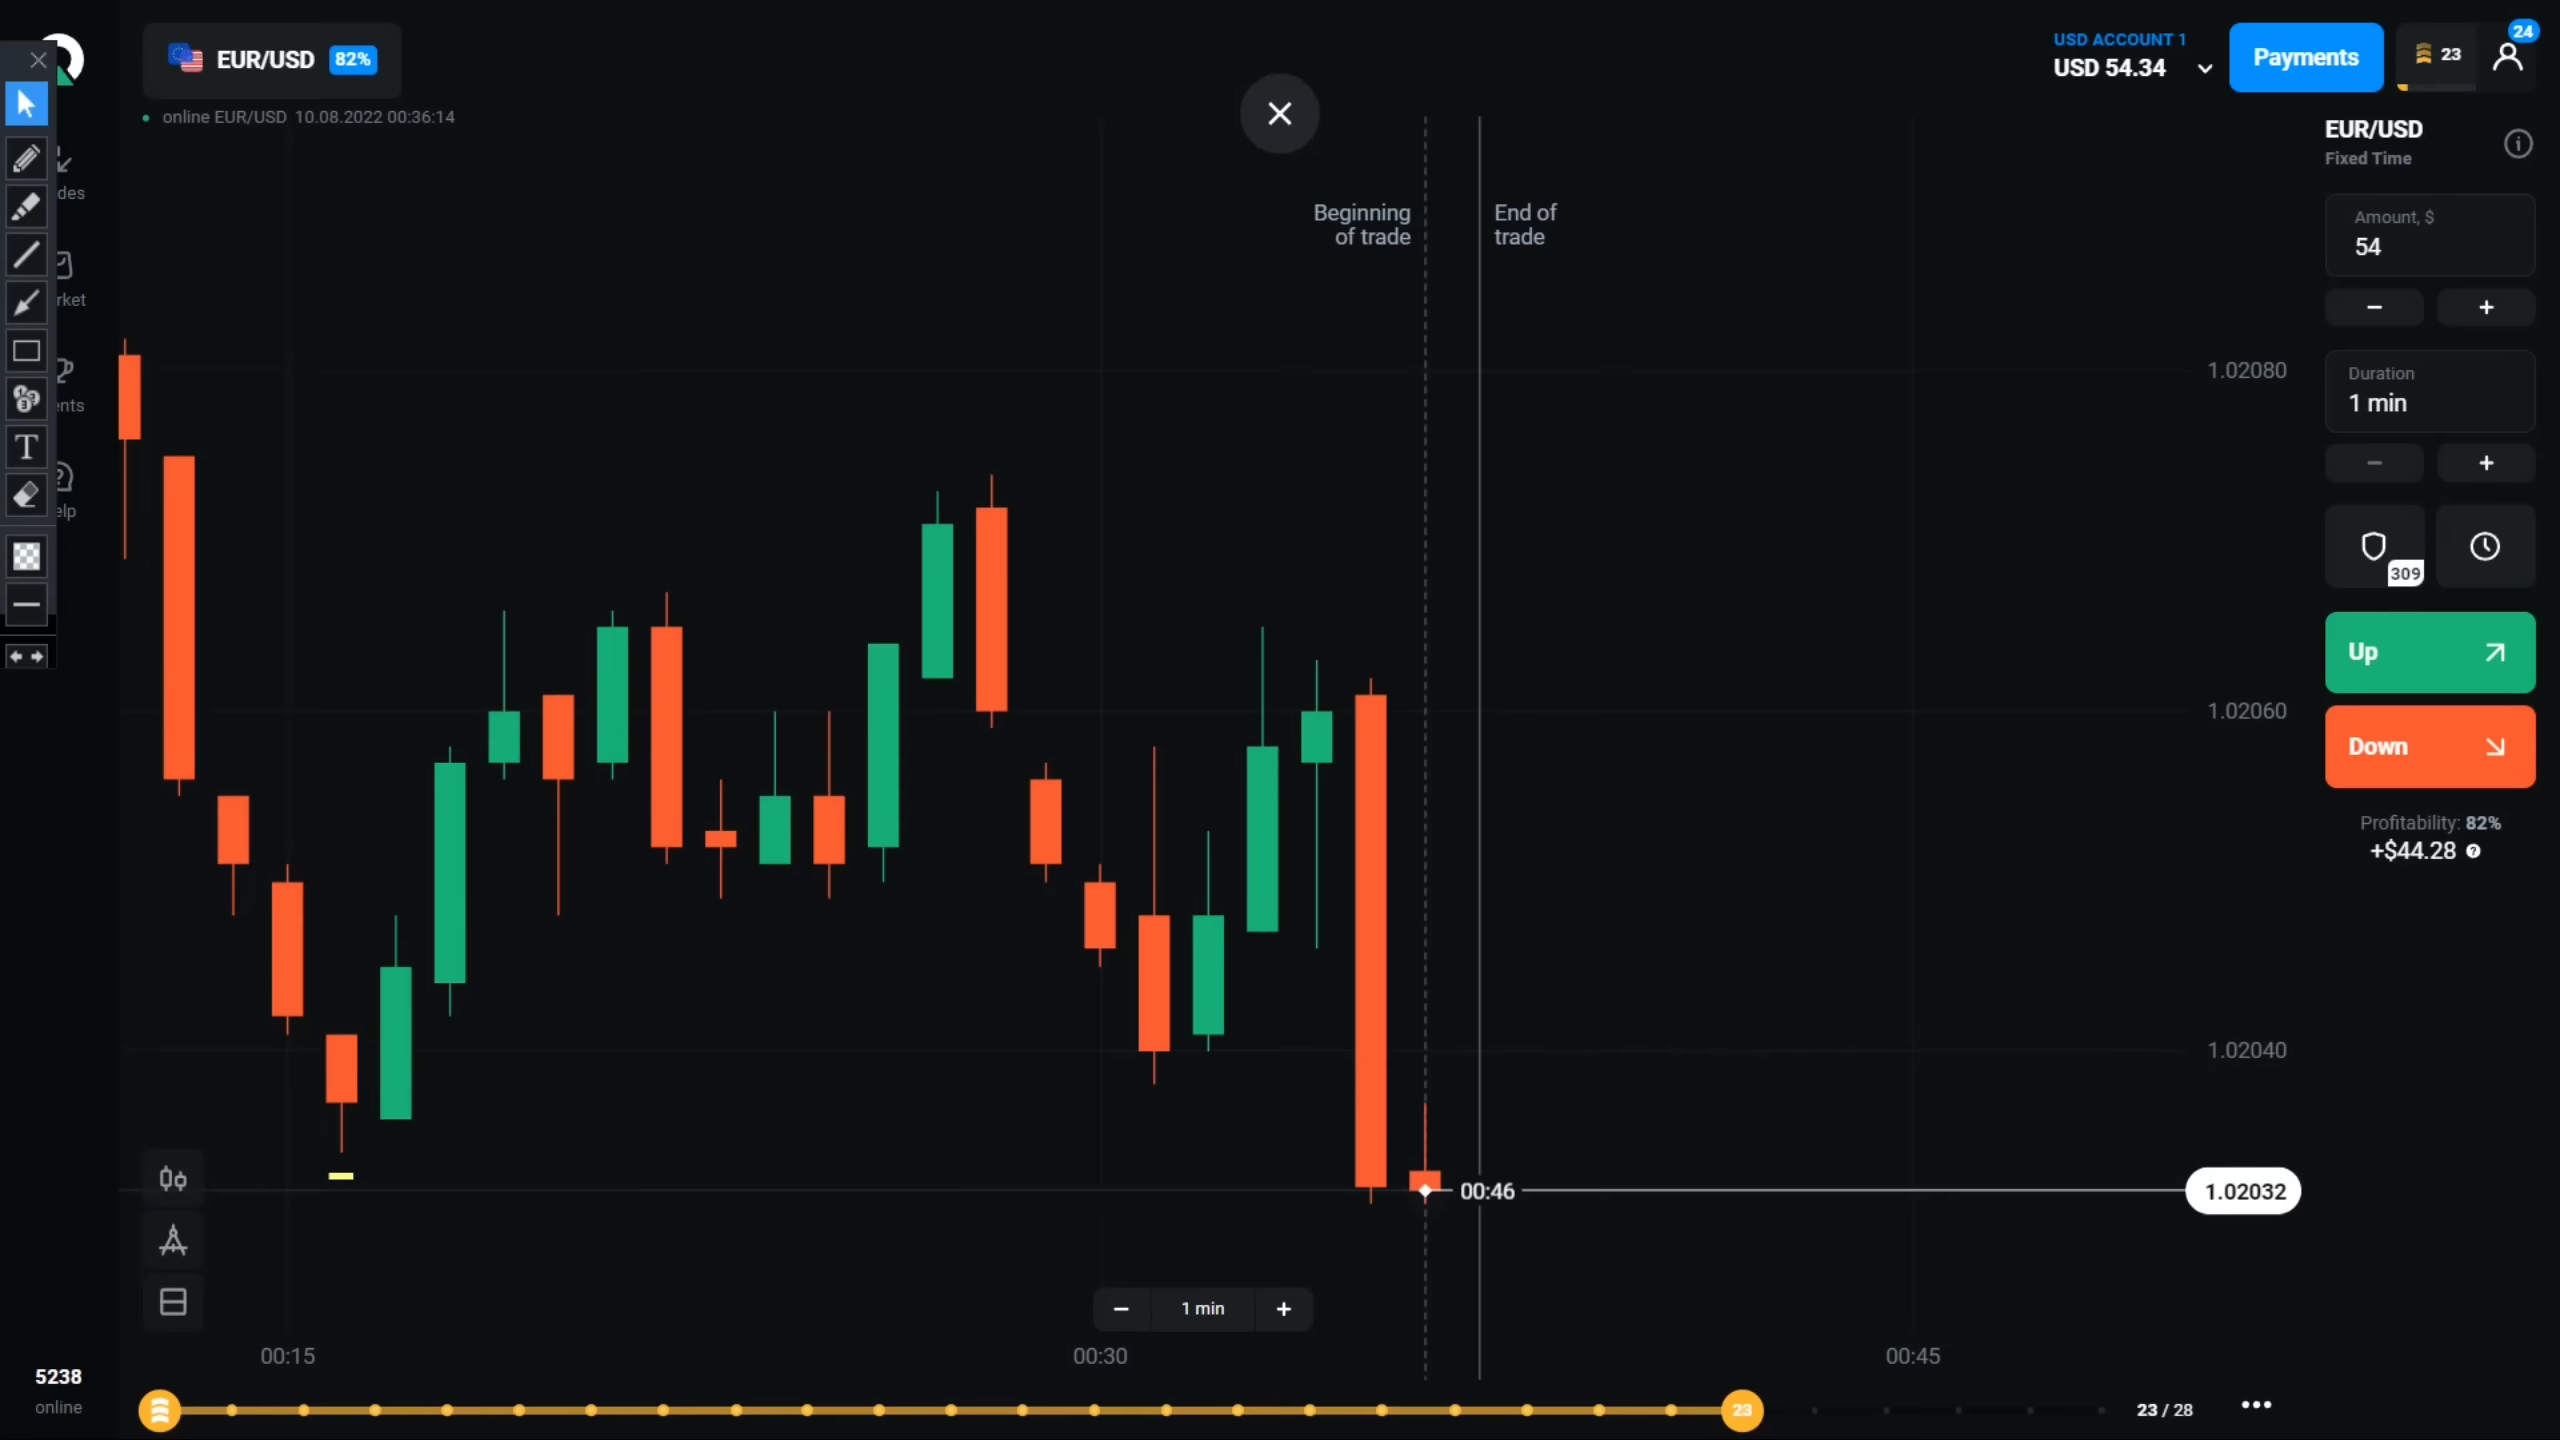 EUR/USD 82%
online EUR/USD 10.08.2022 00:36:14
USD ACCOUNT 1
USD 54.34
Payments
23
24
EUR/USD
Fixed Time
Amount, $
54
Duration
1 min
309
Up
Down
Profitability: 82%
+$44.28
des
rket
nts
elp
T
Beginning
of trade
End of
trade
1.02080
1.02060
1.02040
00:46
1.02032
1 min
00:15
00:30
00:45
5238
online
23
23 / 28